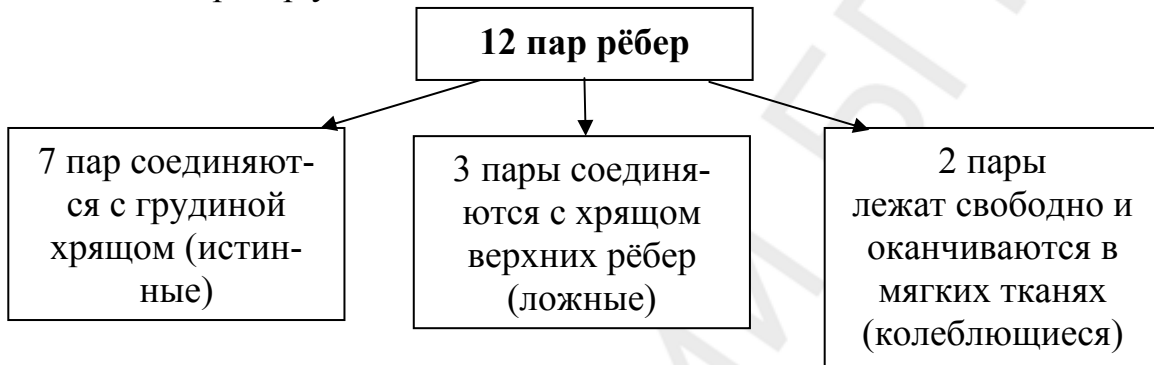 12 пар рёбер
7 пар соединяют-
ся с грудиной
хрящом (истин-
ные)
3 пары соединя-
ются с хрящом
верхних рёбер
(ложные)
2 пары
лежат свободно и
оканчиваются в
мягких тканях
(колеблющиеся)